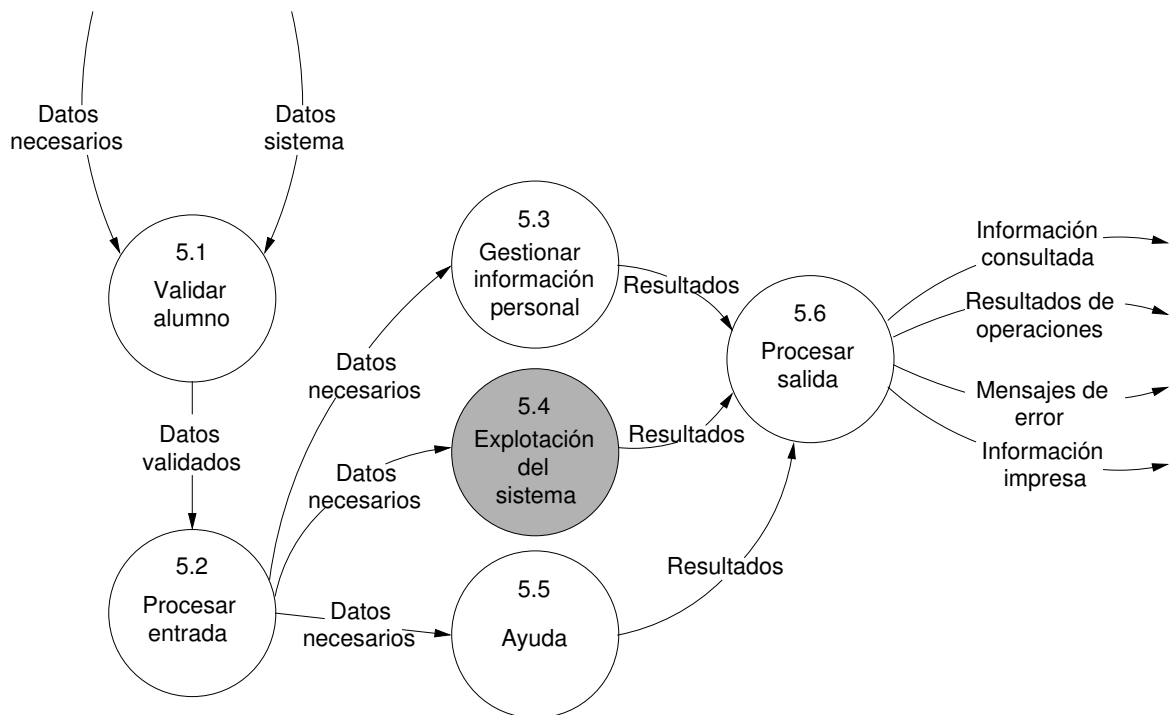 Datos
necesarios
Datos
sistema
5.1
Validar
alumno
Datos
validados
5.2
Procesar
entrada
Datos
necesarios
Datos
necesarios
Datos
necesarios
5.3
Gestionar
información
personal
5.4
Explotación
del
sistema
5.5
Ayuda
Resultados
Resultados
Resultados
5.6
Procesar
salida
Información
consultada
Resultados de
operaciones
Mensajes de
error
Información
impresa